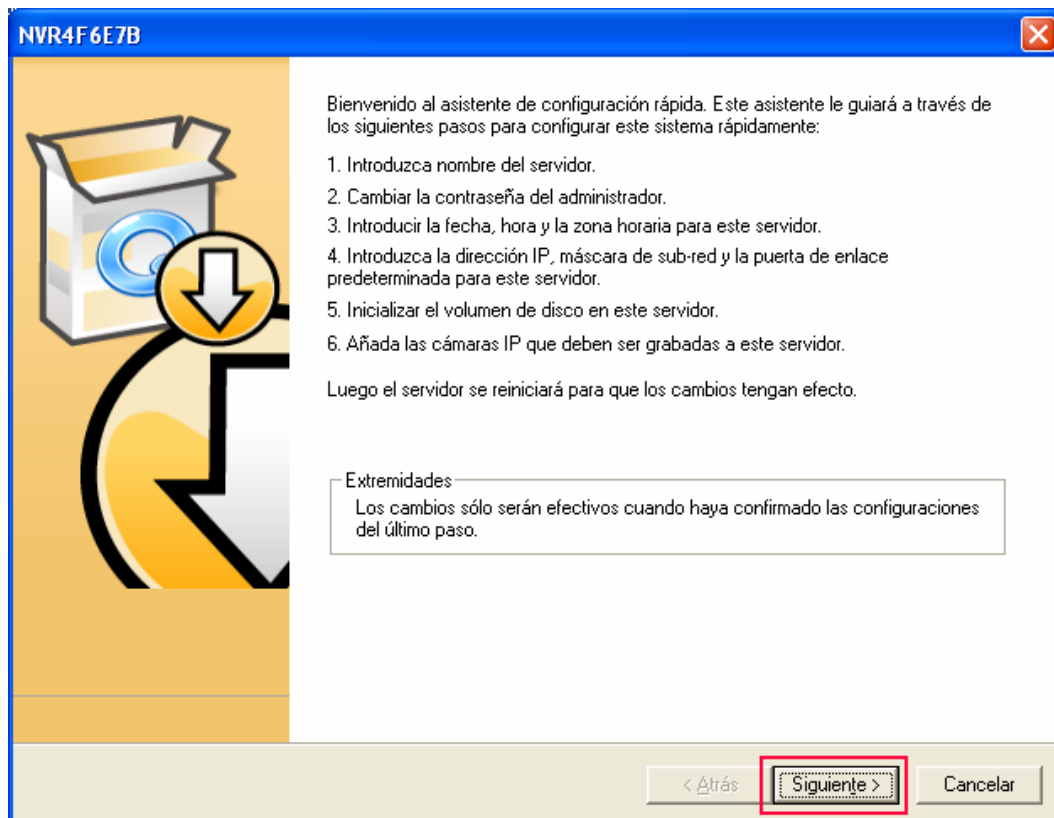 NVR4F6E7B
Bienvenido al asistente de configuración rápida. Este asistente le guiará a través de
los siguientes pasos para configurar este sistema rápidamente:
1. Introduzca nombre del servidor.
2. Cambiar la contraseña del administrador.
3. Introducir la fecha, hora y la zona horaria para este servidor.
4. Introduzca la dirección IP, máscara de sub-red y la puerta de enlace
predeterminada para este servidor.
5. Inicializar el volumen de disco en este servidor.
6. Añada las cámaras IP que deben ser grabadas a este servidor.
Luego el servidor se reiniciará para que los cambios tengan efecto.
Extremidades
Los cambios sólo serán efectivos cuando haya confirmado las configuraciones
del último paso.
< Atrás
Siguiente >
Cancelar